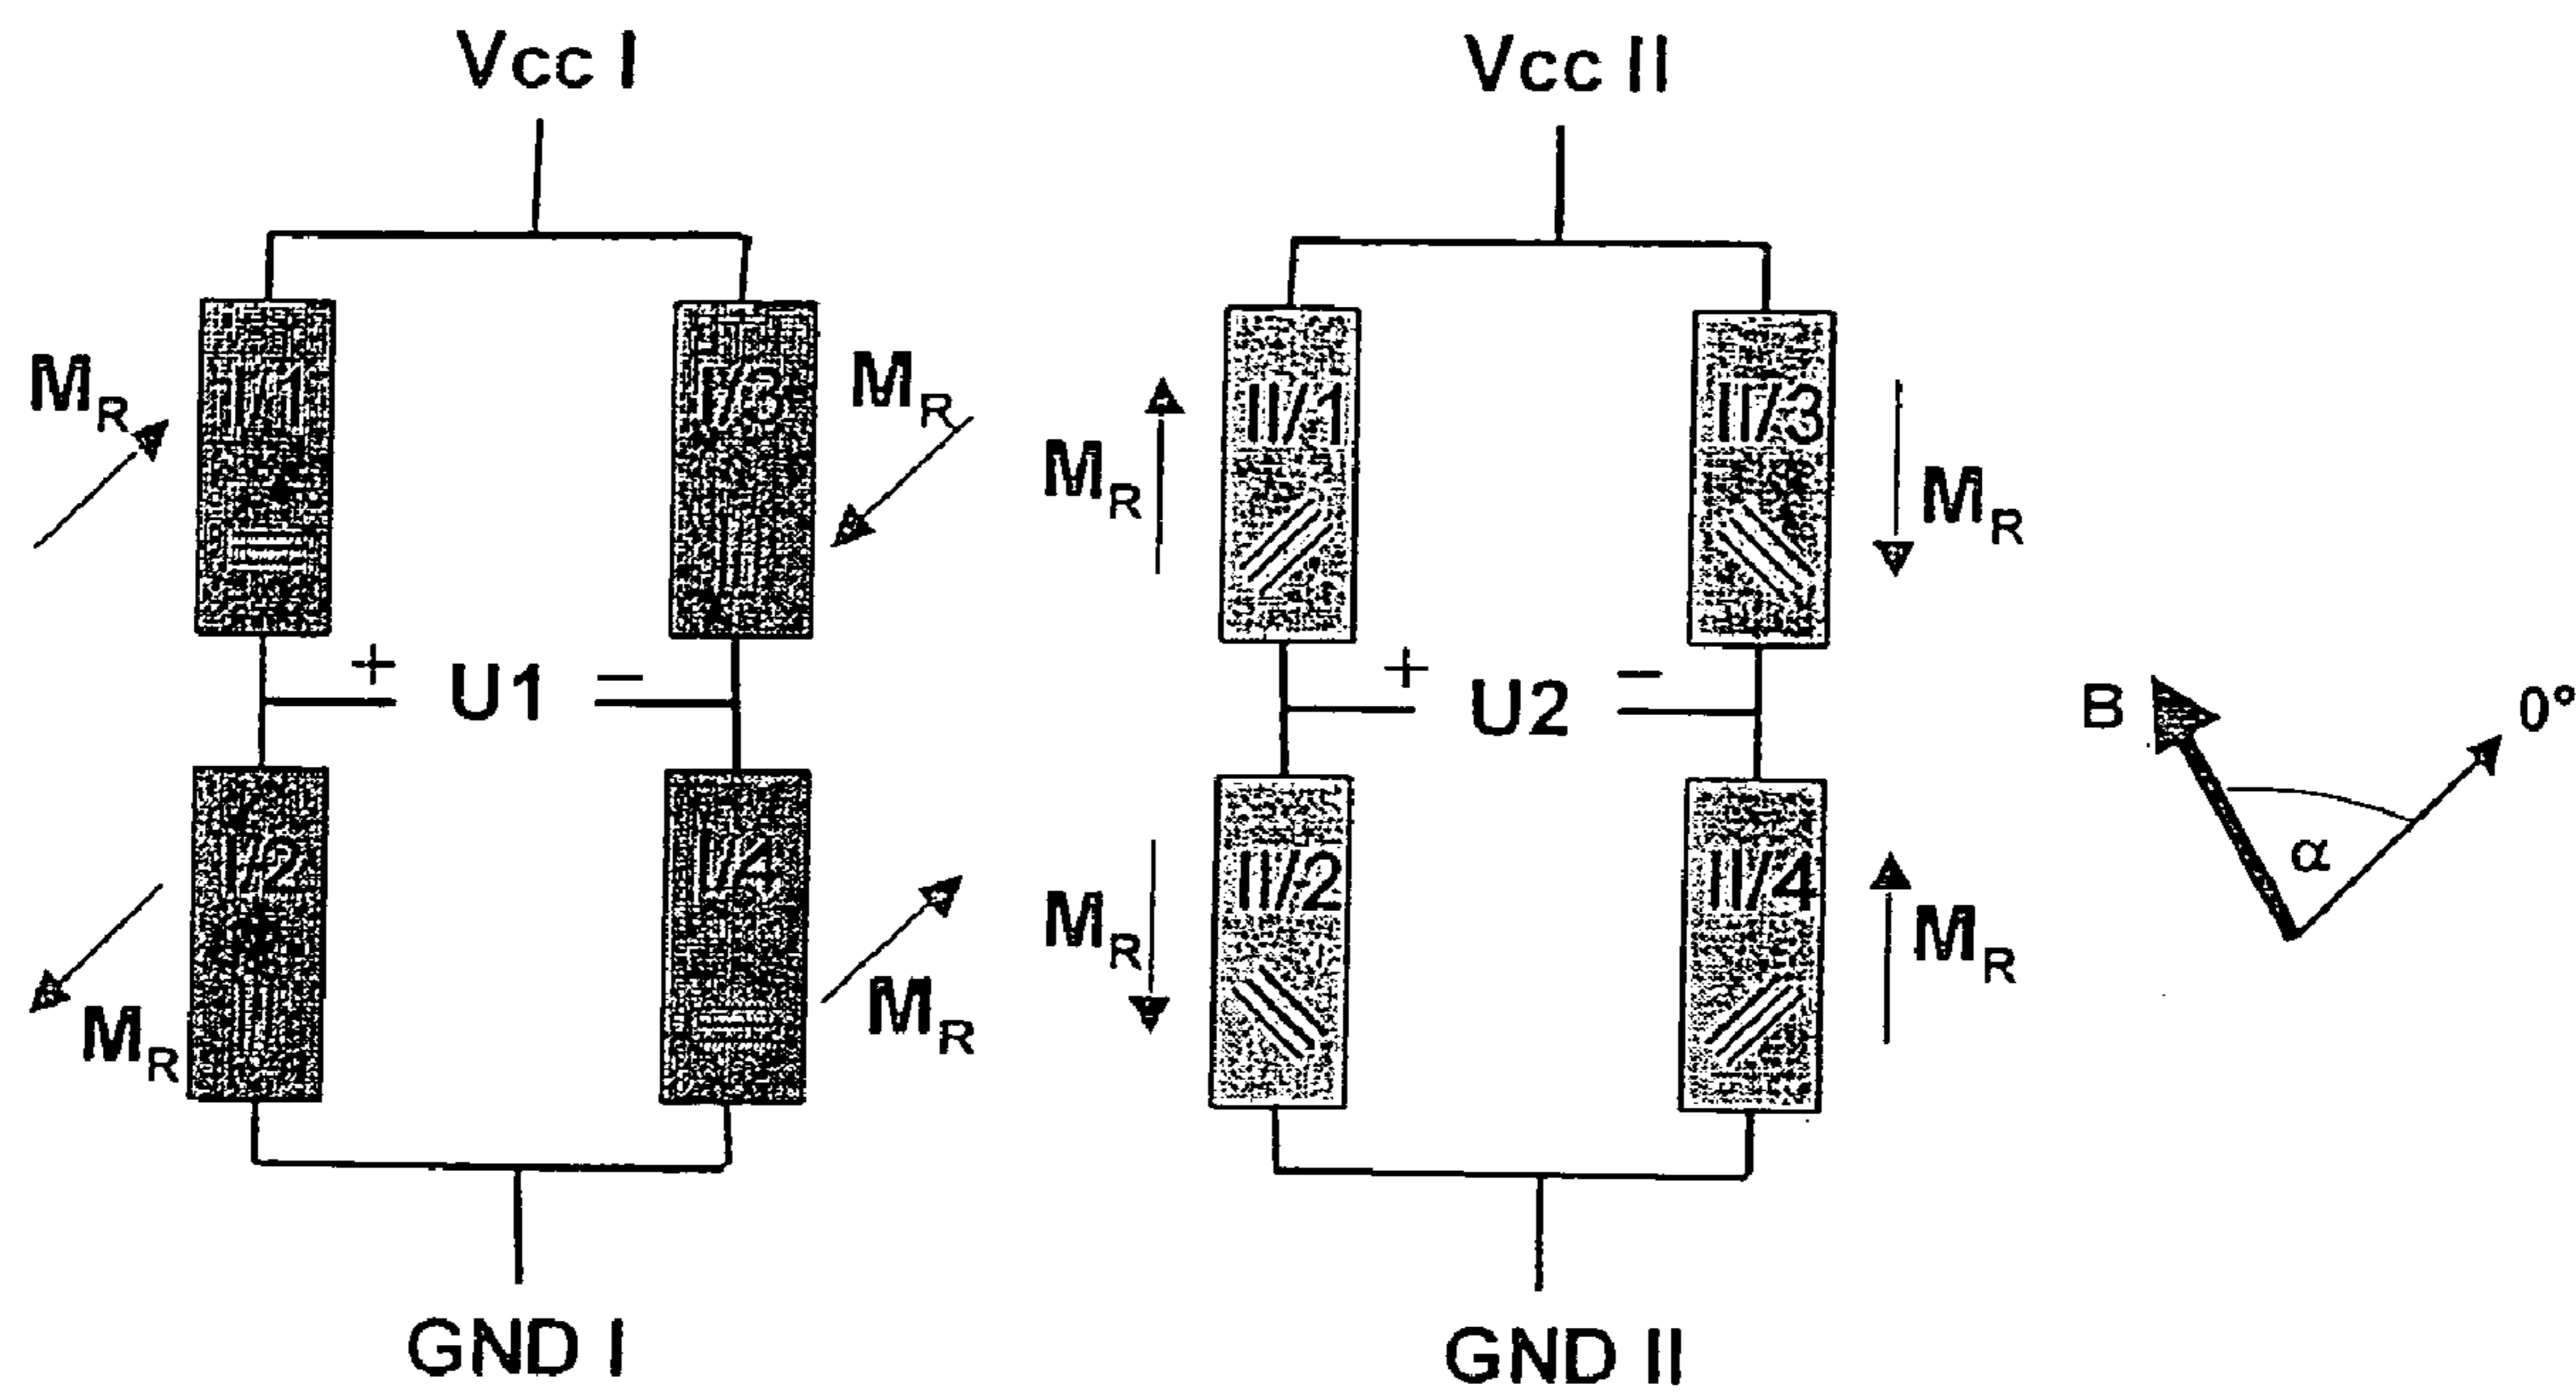 Vcc I
Vcc II
I/1
I/3
II/1
II/3
M_R
M_R
M_R
M_R
+ U1 −
+ U2 −
B
0°
α
I/2
I/4
II/2
II/4
M_R
M_R
M_R
M_R
GND I
GND II